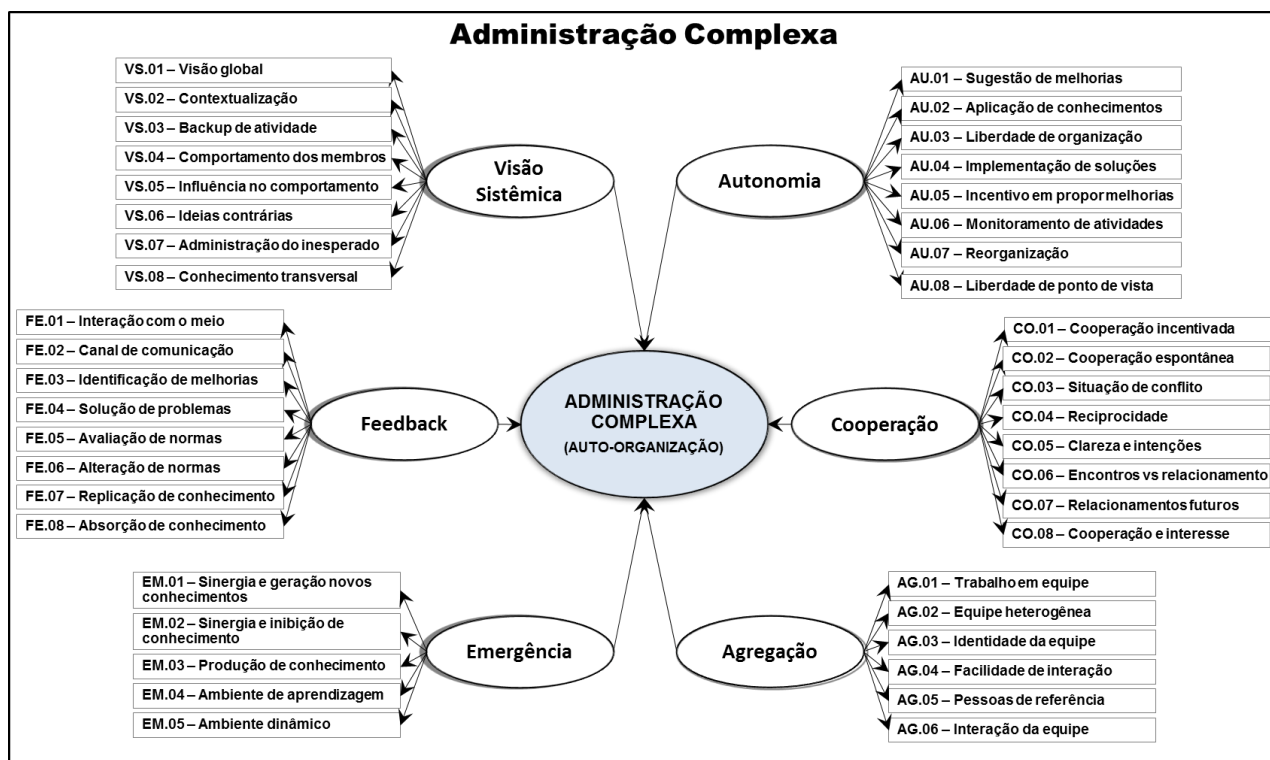 Administração Complexa
VS.01 – Visão global
VS.02 – Contextualização
VS.03 – Backup de atividade
VS.04 – Comportamento dos membros
VS.05 – Influência no comportamento
VS.06 – Ideias contrárias
VS.07 – Administração do inesperado
VS.08 – Conhecimento transversal
Visão
Sistêmica
Autonomia
AU.01 – Sugestão de melhorias
AU.02 – Aplicação de conhecimentos
AU.03 – Liberdade de organização
AU.04 – Implementação de soluções
AU.05 – Incentivo em propor melhorias
AU.06 – Monitoramento de atividades
AU.07 – Reorganização
AU.08 – Liberdade de ponto de vista
FE.01 – Interação com o meio
FE.02 – Canal de comunicação
FE.03 – Identificação de melhorias
FE.04 – Solução de problemas
FE.05 – Avaliação de normas
FE.06 – Alteração de normas
FE.07 – Replicação de conhecimento
FE.08 – Absorção de conhecimento
Feedback
ADMINISTRAÇÃO
COMPLEXA
(AUTO-ORGANIZAÇÃO)
Cooperação
CO.01 – Cooperação incentivada
CO.02 – Cooperação espontânea
CO.03 – Situação de conflito
CO.04 – Reciprocidade
CO.05 – Clareza e intenções
CO.06 – Encontros vs relacionamento
CO.07 – Relacionamentos futuros
CO.08 – Cooperação e interesse
EM.01 – Sinergia e geração novos
conhecimentos
EM.02 – Sinergia e inibição de
conhecimento
EM.03 – Produção de conhecimento
EM.04 – Ambiente de aprendizagem
EM.05 – Ambiente dinâmico
Emergência
Agregação
AG.01 – Trabalho em equipe
AG.02 – Equipe heterogênea
AG.03 – Identidade da equipe
AG.04 – Facilidade de interação
AG.05 – Pessoas de referência
AG.06 – Interação da equipe